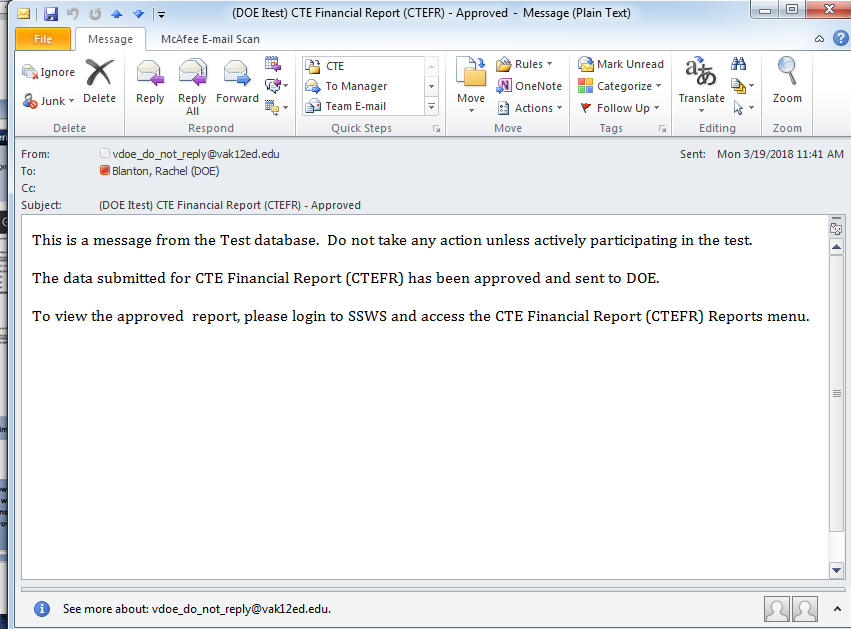 (DOE Itest) CTE Financial Report (CTEFR) - Approved - Message (Plain Text)
File Message McAfee E-mail Scan
Ignore
Junk
Delete
Reply
Reply All
Forward
CTE
To Manager
Team E-mail
Move
Rules
OneNote
Actions
Mark Unread
Categorize
Follow Up
Translate
Zoom
Delete Respond Quick Steps Move Tags Editing Zoom
From: vdoe_do_not_reply@vak12ed.edu Sent: Mon 3/19/2018 11:41 AM
To: Blanton, Rachel (DOE)
Cc:
Subject: (DOE Itest) CTE Financial Report (CTEFR) - Approved
This is a message from the Test database.  Do not take any action unless actively participating in the test.
The data submitted for CTE Financial Report (CTEFR) has been approved and sent to DOE.
To view the approved  report, please login to SSWS and access the CTE Financial Report (CTEFR) Reports menu.
See more about: vdoe_do_not_reply@vak12ed.edu.